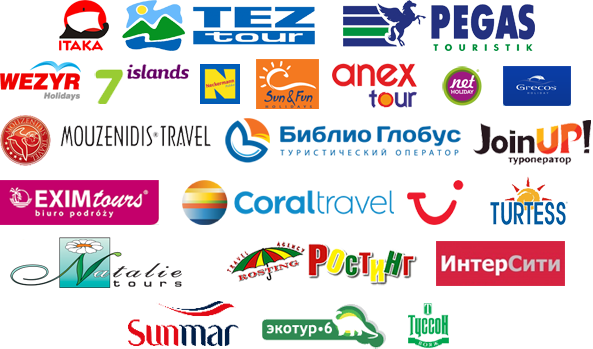 ITAKA
TEZ
tour
PEGAS
TOURISTIK
WEZYR
Holidays
7 islands
N
Neckermann
Sun & Fun
HOLIDAYS
anex
tour
net
HOLIDAY
GRECOS
HOLIDAY
MOUZENIDIS TRAVEL
MOUZENIDIS®TRAVEL
Библио Глобус
ТУРИСТИЧЕСКИЙ ОПЕРАТОР
JoinUP!
туроператор
EXIMtours®
biuro podróży
Coraltravel
TURTESS
Natalie
tours
TRAVEL AGENCY
ROSTING
РОСТИНГ
ИнтерСити
sunmar
экотур•6
Туссон